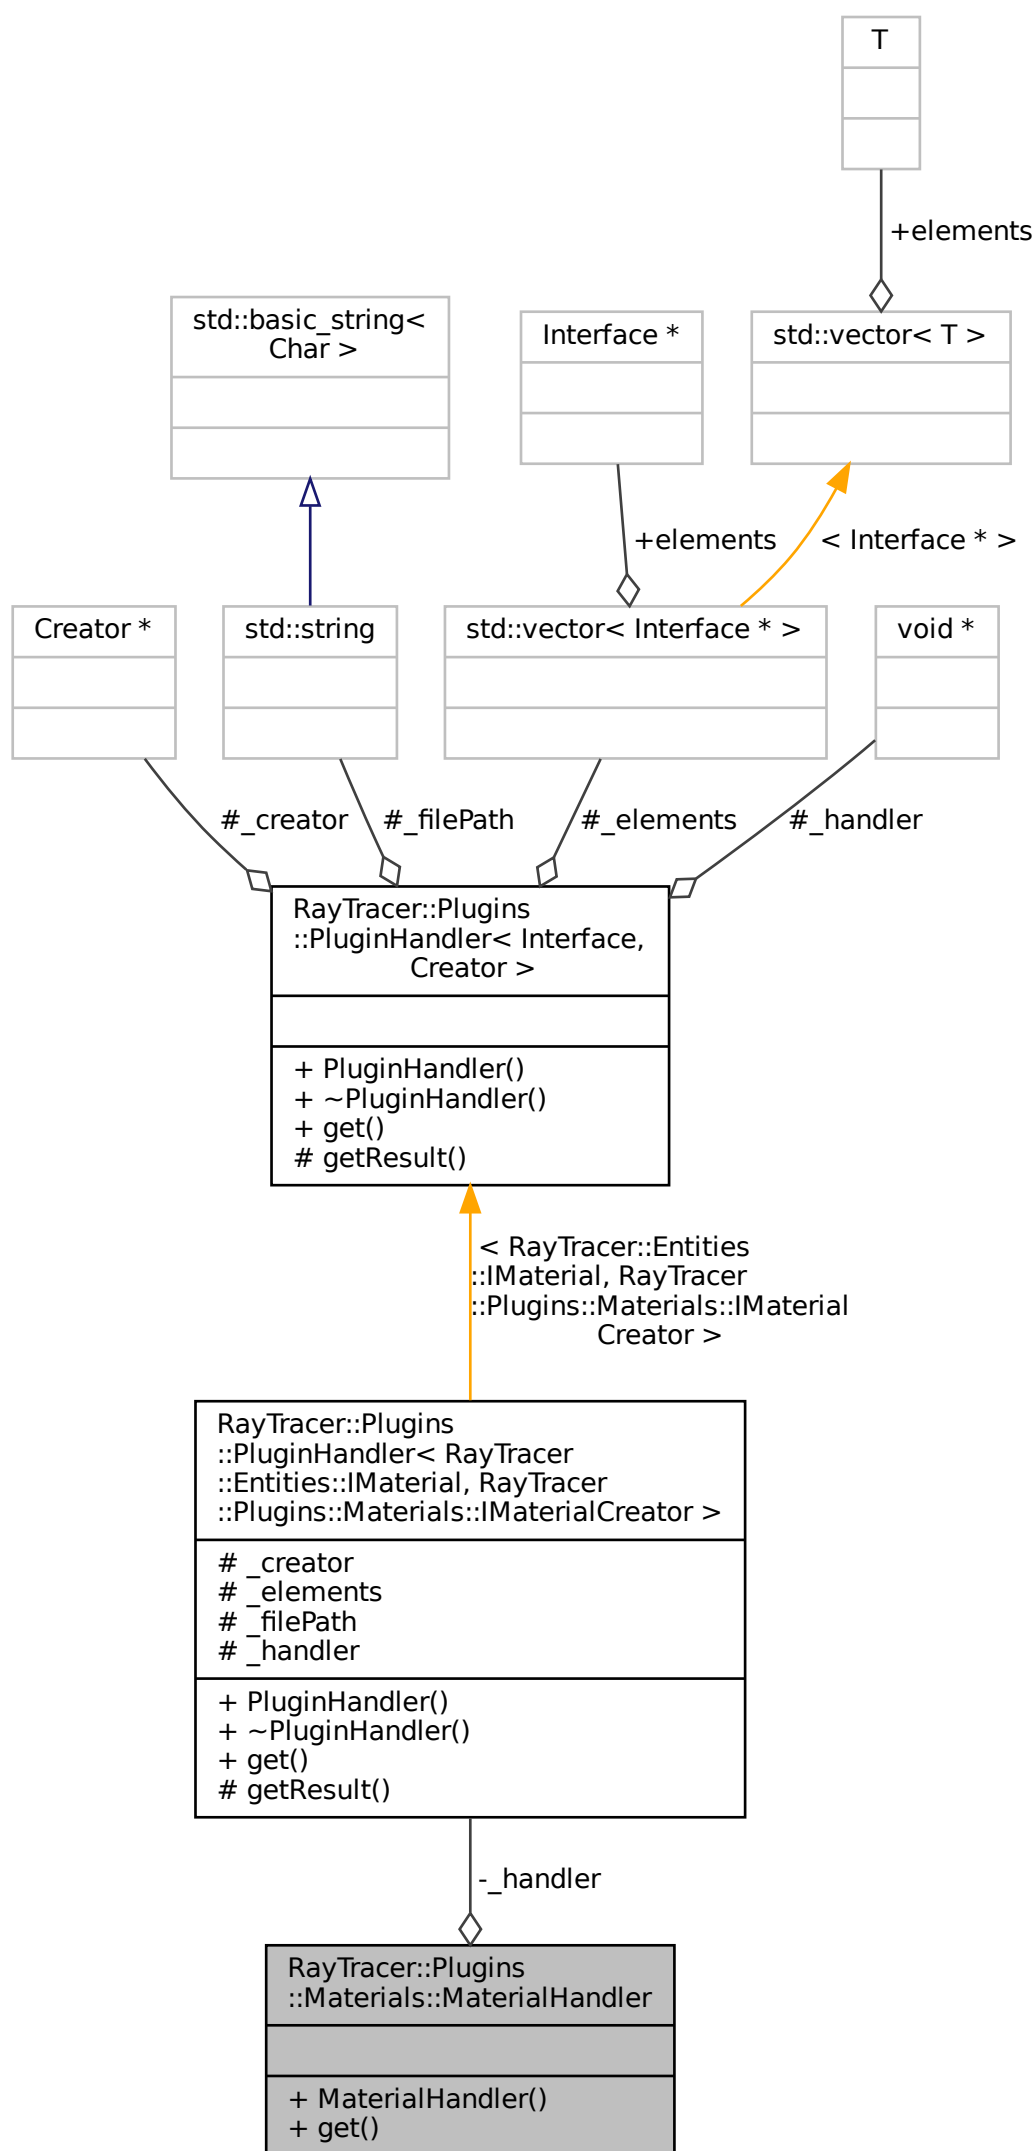 T
+elements
std::basic_string<
Char >
Interface *
std::vector< T >
+elements
< Interface * >
Creator *
std::string
std::vector< Interface * >
void *
#_creator
#_filePath
#_elements
#_handler
RayTracer::Plugins
::PluginHandler< Interface,
Creator >
+ PluginHandler()
+ ~PluginHandler()
+ get()
# getResult()
< RayTracer::Entities
::IMaterial, RayTracer
::Plugins::Materials::IMaterial
Creator >
RayTracer::Plugins
::PluginHandler< RayTracer
::Entities::IMaterial, RayTracer
::Plugins::Materials::IMaterialCreator >
# _creator
# _elements
# _filePath
# _handler
+ PluginHandler()
+ ~PluginHandler()
+ get()
# getResult()
-_handler
RayTracer::Plugins
::Materials::MaterialHandler
+ MaterialHandler()
+ get()